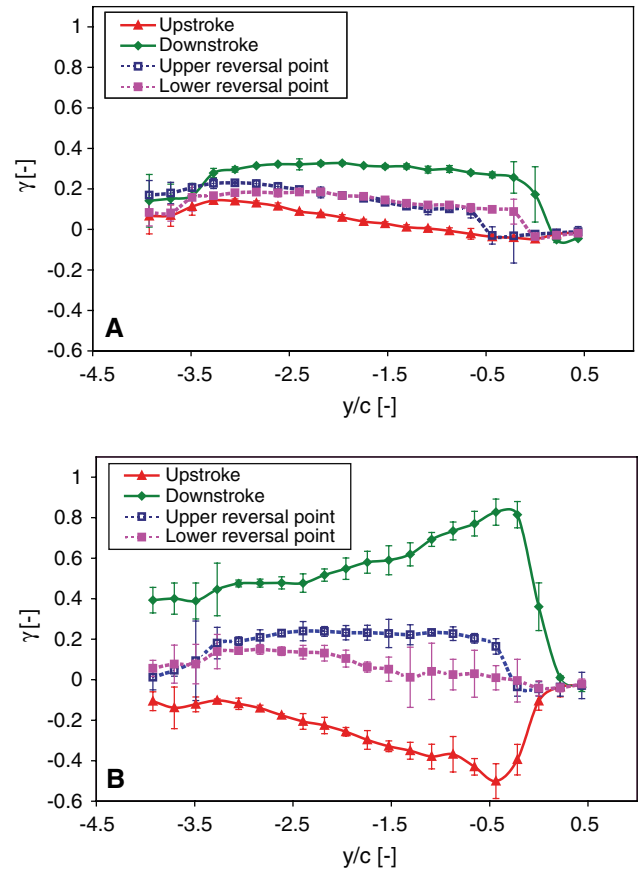 1
0.8
0.6
0.4
0.2
0
-0.2
-0.4
-0.6
γ [-]
Upstroke
Downstroke
Upper reversal point
Lower reversal point
A
-4.5 -3.5 -2.5 -1.5 -0.5 0.5
y/c [-]
1
0.8
0.6
0.4
0.2
0
-0.2
-0.4
-0.6
γ [-]
Upstroke
Downstroke
Upper reversal point
Lower reversal point
B
-4.5 -3.5 -2.5 -1.5 -0.5 0.5
y/c [-]